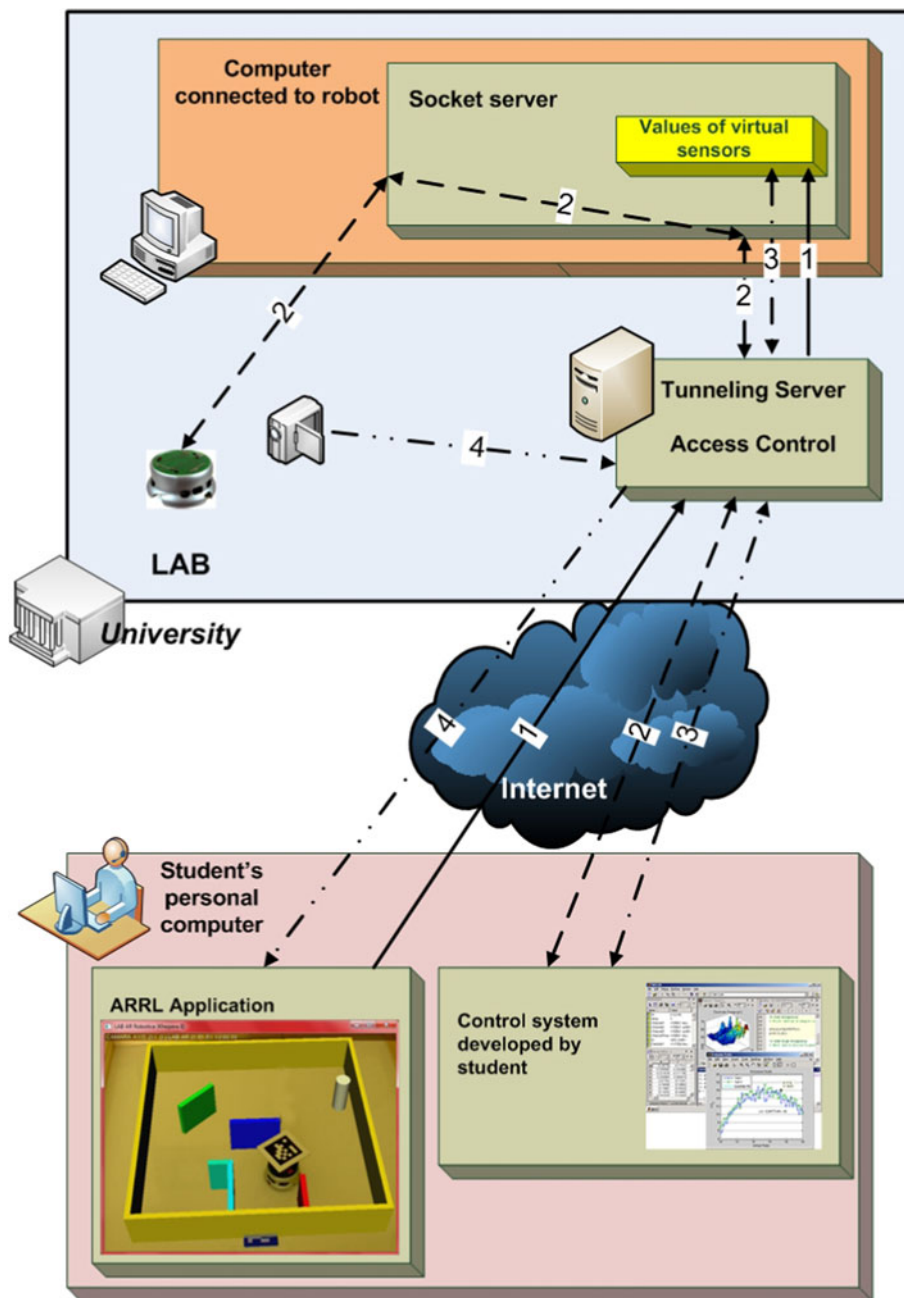 Computer
connected to robot
Socket server
Values of virtual
sensors
2
2
2
3
1
Tunneling Server
Access Control
4
LAB
University
4
1
2
3
Internet
Student's
personal
computer
ARRL Application
Control system
developed by
student